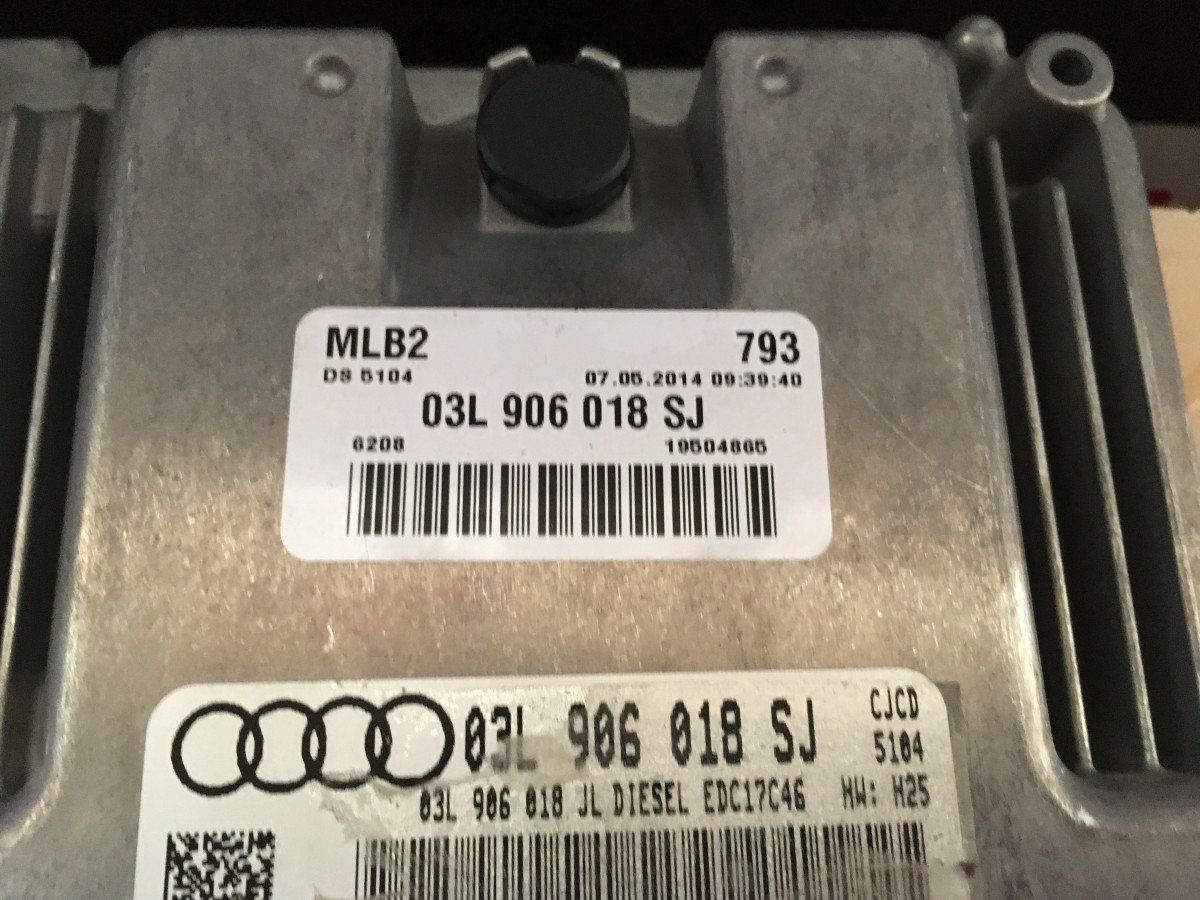 MLB2 793
DS 5104 07.05.2014 09:39:40
03L 906 018 SJ
6208 19504865
03L 906 018 SJ CJCD
5104
03L 906 018 JL DIESEL EDC17C46 HW: H25